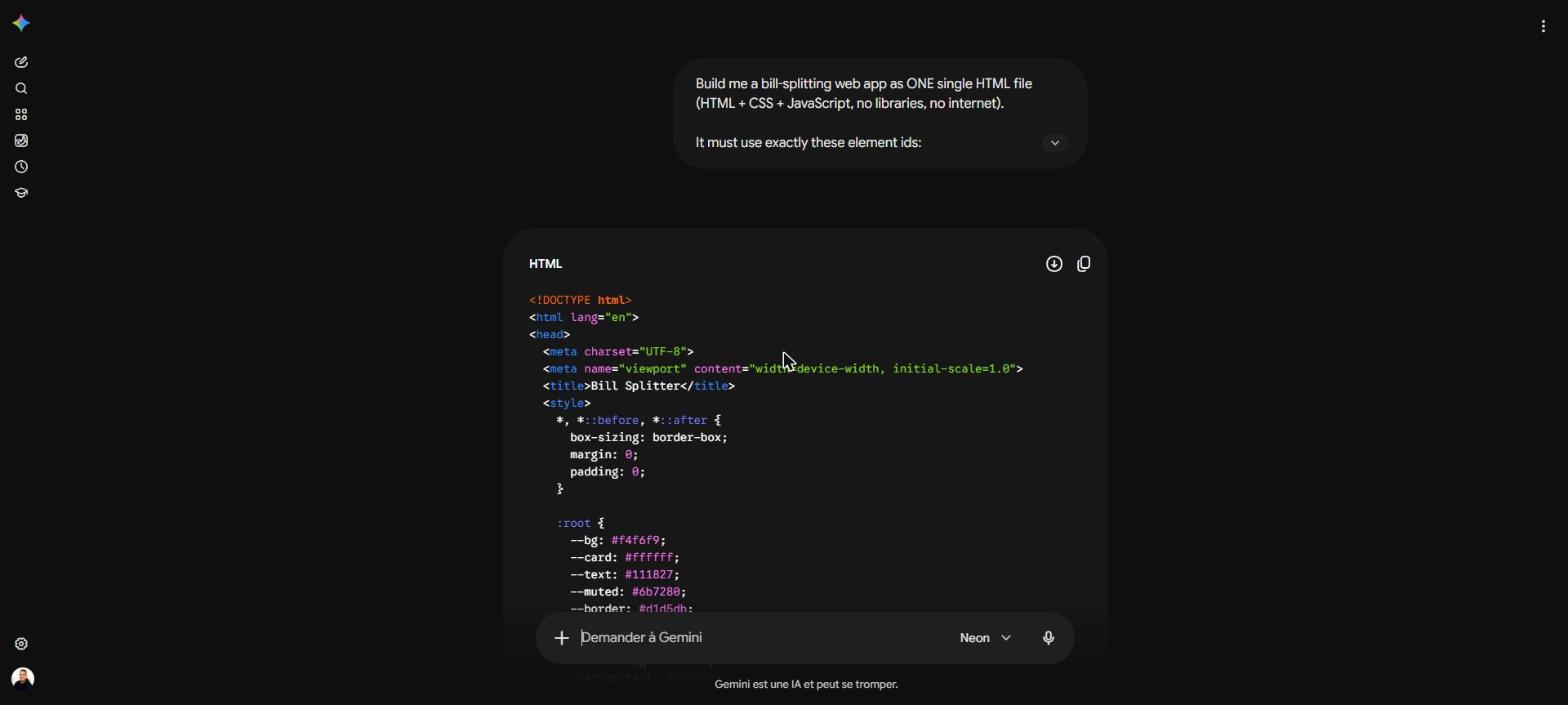 Build me a bill-splitting web app as ONE single HTML file
(HTML + CSS + JavaScript, no libraries, no internet).
It must use exactly these element ids:
HTML
<!DOCTYPE html>
<html lang="en">
<head>
<meta charset="UTF-8">
<meta name="viewport" content="width=device-width, initial-scale=1.0">
<title>Bill Splitter</title>
<style>
*, *::before, *::after {
box-sizing: border-box;
margin: 0;
padding: 0;
}
:root {
--bg: #f4f6f9;
--card: #ffffff;
--text: #111827;
--muted: #6b7280;
--border: #d1d5db;
Demander à Gemini
Neon
Gemini est une IA et peut se tromper.